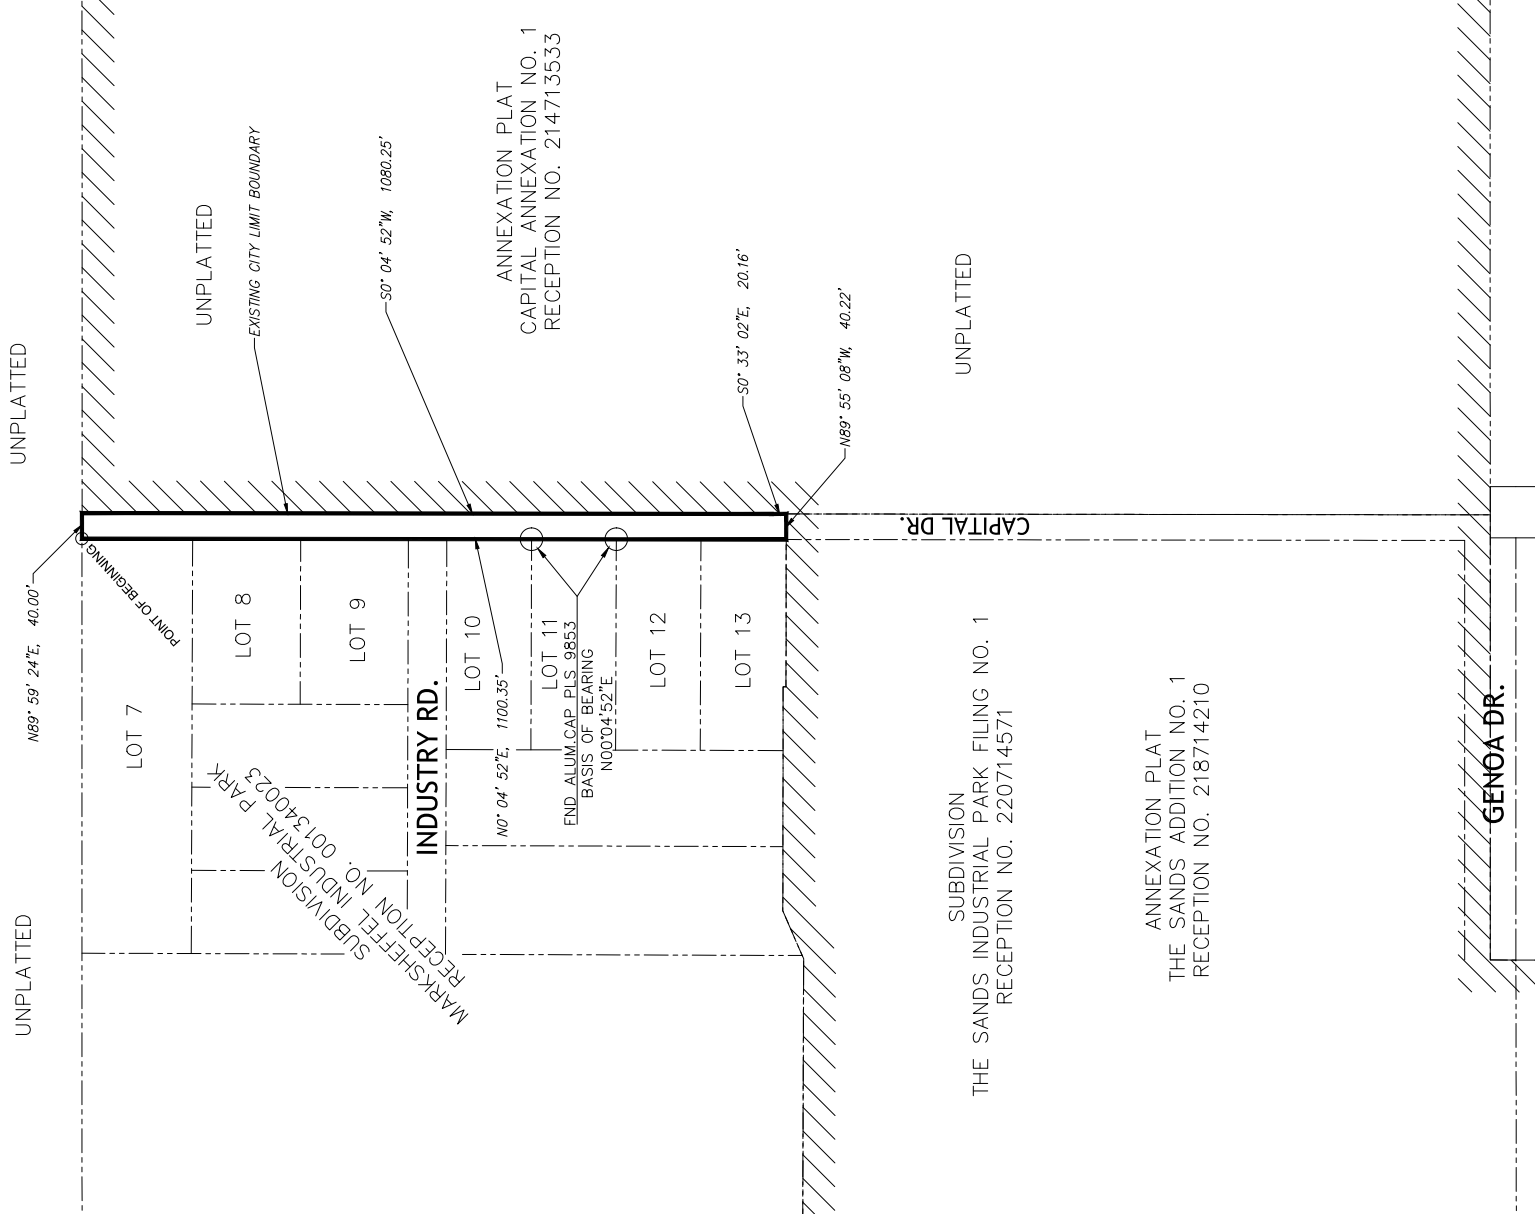 UNPLATTED
UNPLATTED
UNPLATTED
UNPLATTED
UNPLATTED
N89° 59' 24"E, 40.00'
POINT OF BEGINNING
EXISTING CITY LIMIT BOUNDARY
S0° 04' 52"W, 1080.25'
ANNEXATION PLAT
CAPITAL ANNEXATION NO. 1
RECEPTION NO. 214713533
S0° 33' 02"E, 20.16'
N89° 55' 08"W, 40.22'
LOT 7
LOT 8
LOT 9
LOT 10
LOT 11
LOT 12
LOT 13
INDUSTRY RD.
N0° 04' 52"E, 1100.35'
FND ALUM.CAP PLS 9853
BASIS OF BEARING
N00°04'52"E
SUBDIVISION
MARKSHEFFEL INDUSTRIAL PARK
RECEPTION NO. 001340023
CAPITAL DR.
SUBDIVISION
THE SANDS INDUSTRIAL PARK FILING NO. 1
RECEPTION NO. 220714571
ANNEXATION PLAT
THE SANDS ADDITION NO. 1
RECEPTION NO. 218714210
GENOA DR.